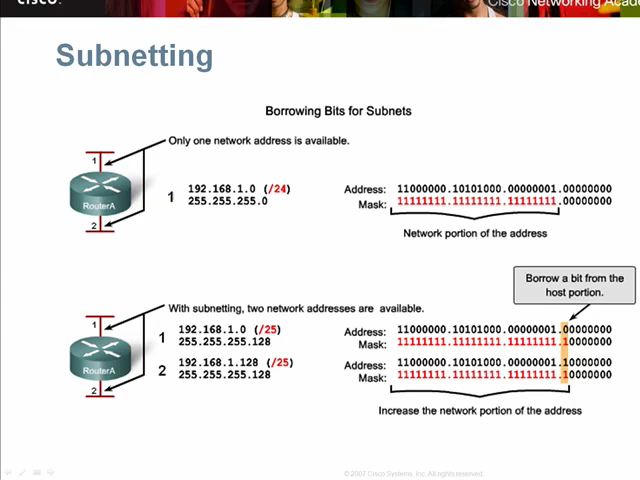 cisco.
Cisco Networking Acad
Subnetting
Borrowing Bits for Subnets
Only one network address is available.
1
RouterA
2
1 192.168.1.0 (/24)
255.255.255.0
Address: 11000000.10101000.00000001.00000000
Mask: 11111111.11111111.11111111.00000000
Network portion of the address
Borrow a bit from the
host portion.
With subnetting, two network addresses are available.
1
RouterA
2
1 192.168.1.0 (/25)
255.255.255.128
2 192.168.1.128 (/25)
255.255.255.128
Address: 11000000.10101000.00000001.00000000
Mask: 11111111.11111111.11111111.10000000
Address: 11000000.10101000.00000001.10000000
Mask: 11111111.11111111.11111111.10000000
Increase the network portion of the address
© 2007 Cisco Systems, Inc. All rights reserved.